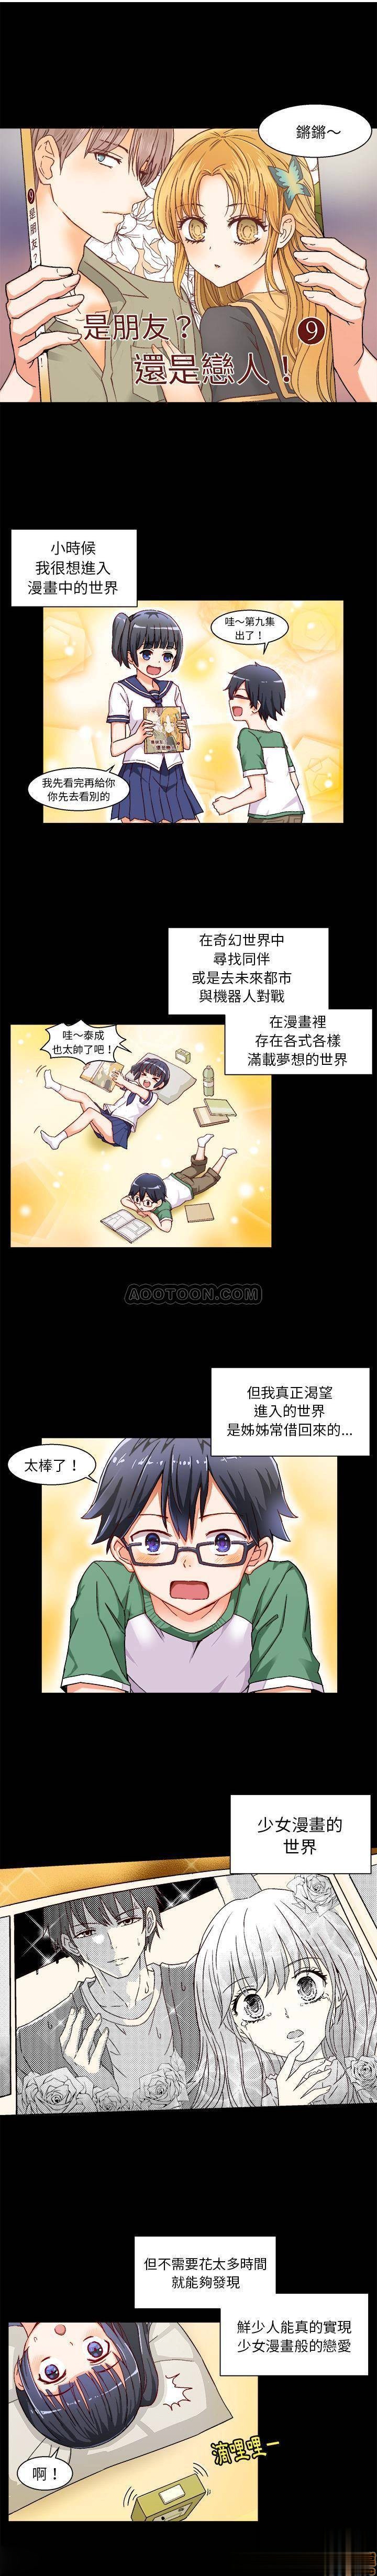 鏘鏘～
9
是朋友？
是朋友？
還是戀人！
9
小時候
我很想進入
漫畫中的世界
哇～第九集
出了！
我先看完再給你
你先去看別的
在奇幻世界中
尋找同伴
或是去未來都市
與機器人對戰
在漫畫裡
存在各式各樣
滿載夢想的世界
哇～泰成
也太帥了吧！
AOOTOON.COM
但我真正渴望
進入的世界
是姊姊常借回來的…
太棒了！
少女漫畫的
世界
但不需要花太多時間
就能夠發現
鮮少人能真的實現
少女漫畫般的戀愛
滴哩哩－
啊！